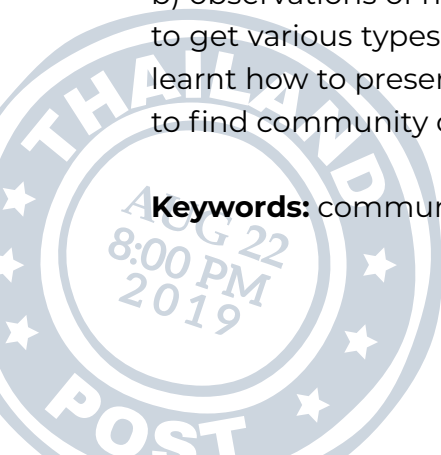 b) observations of
to get various types
learnt how to
to find community
Keywords:
THAILAND
AUG 22
8:00 PM
2019
POST